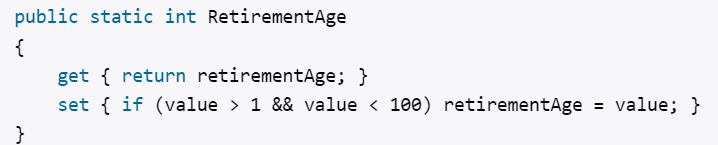 public static int RetirementAge
{
    get { return retirementAge; }
    set { if (value > 1 && value < 100) retirementAge = value; }
}